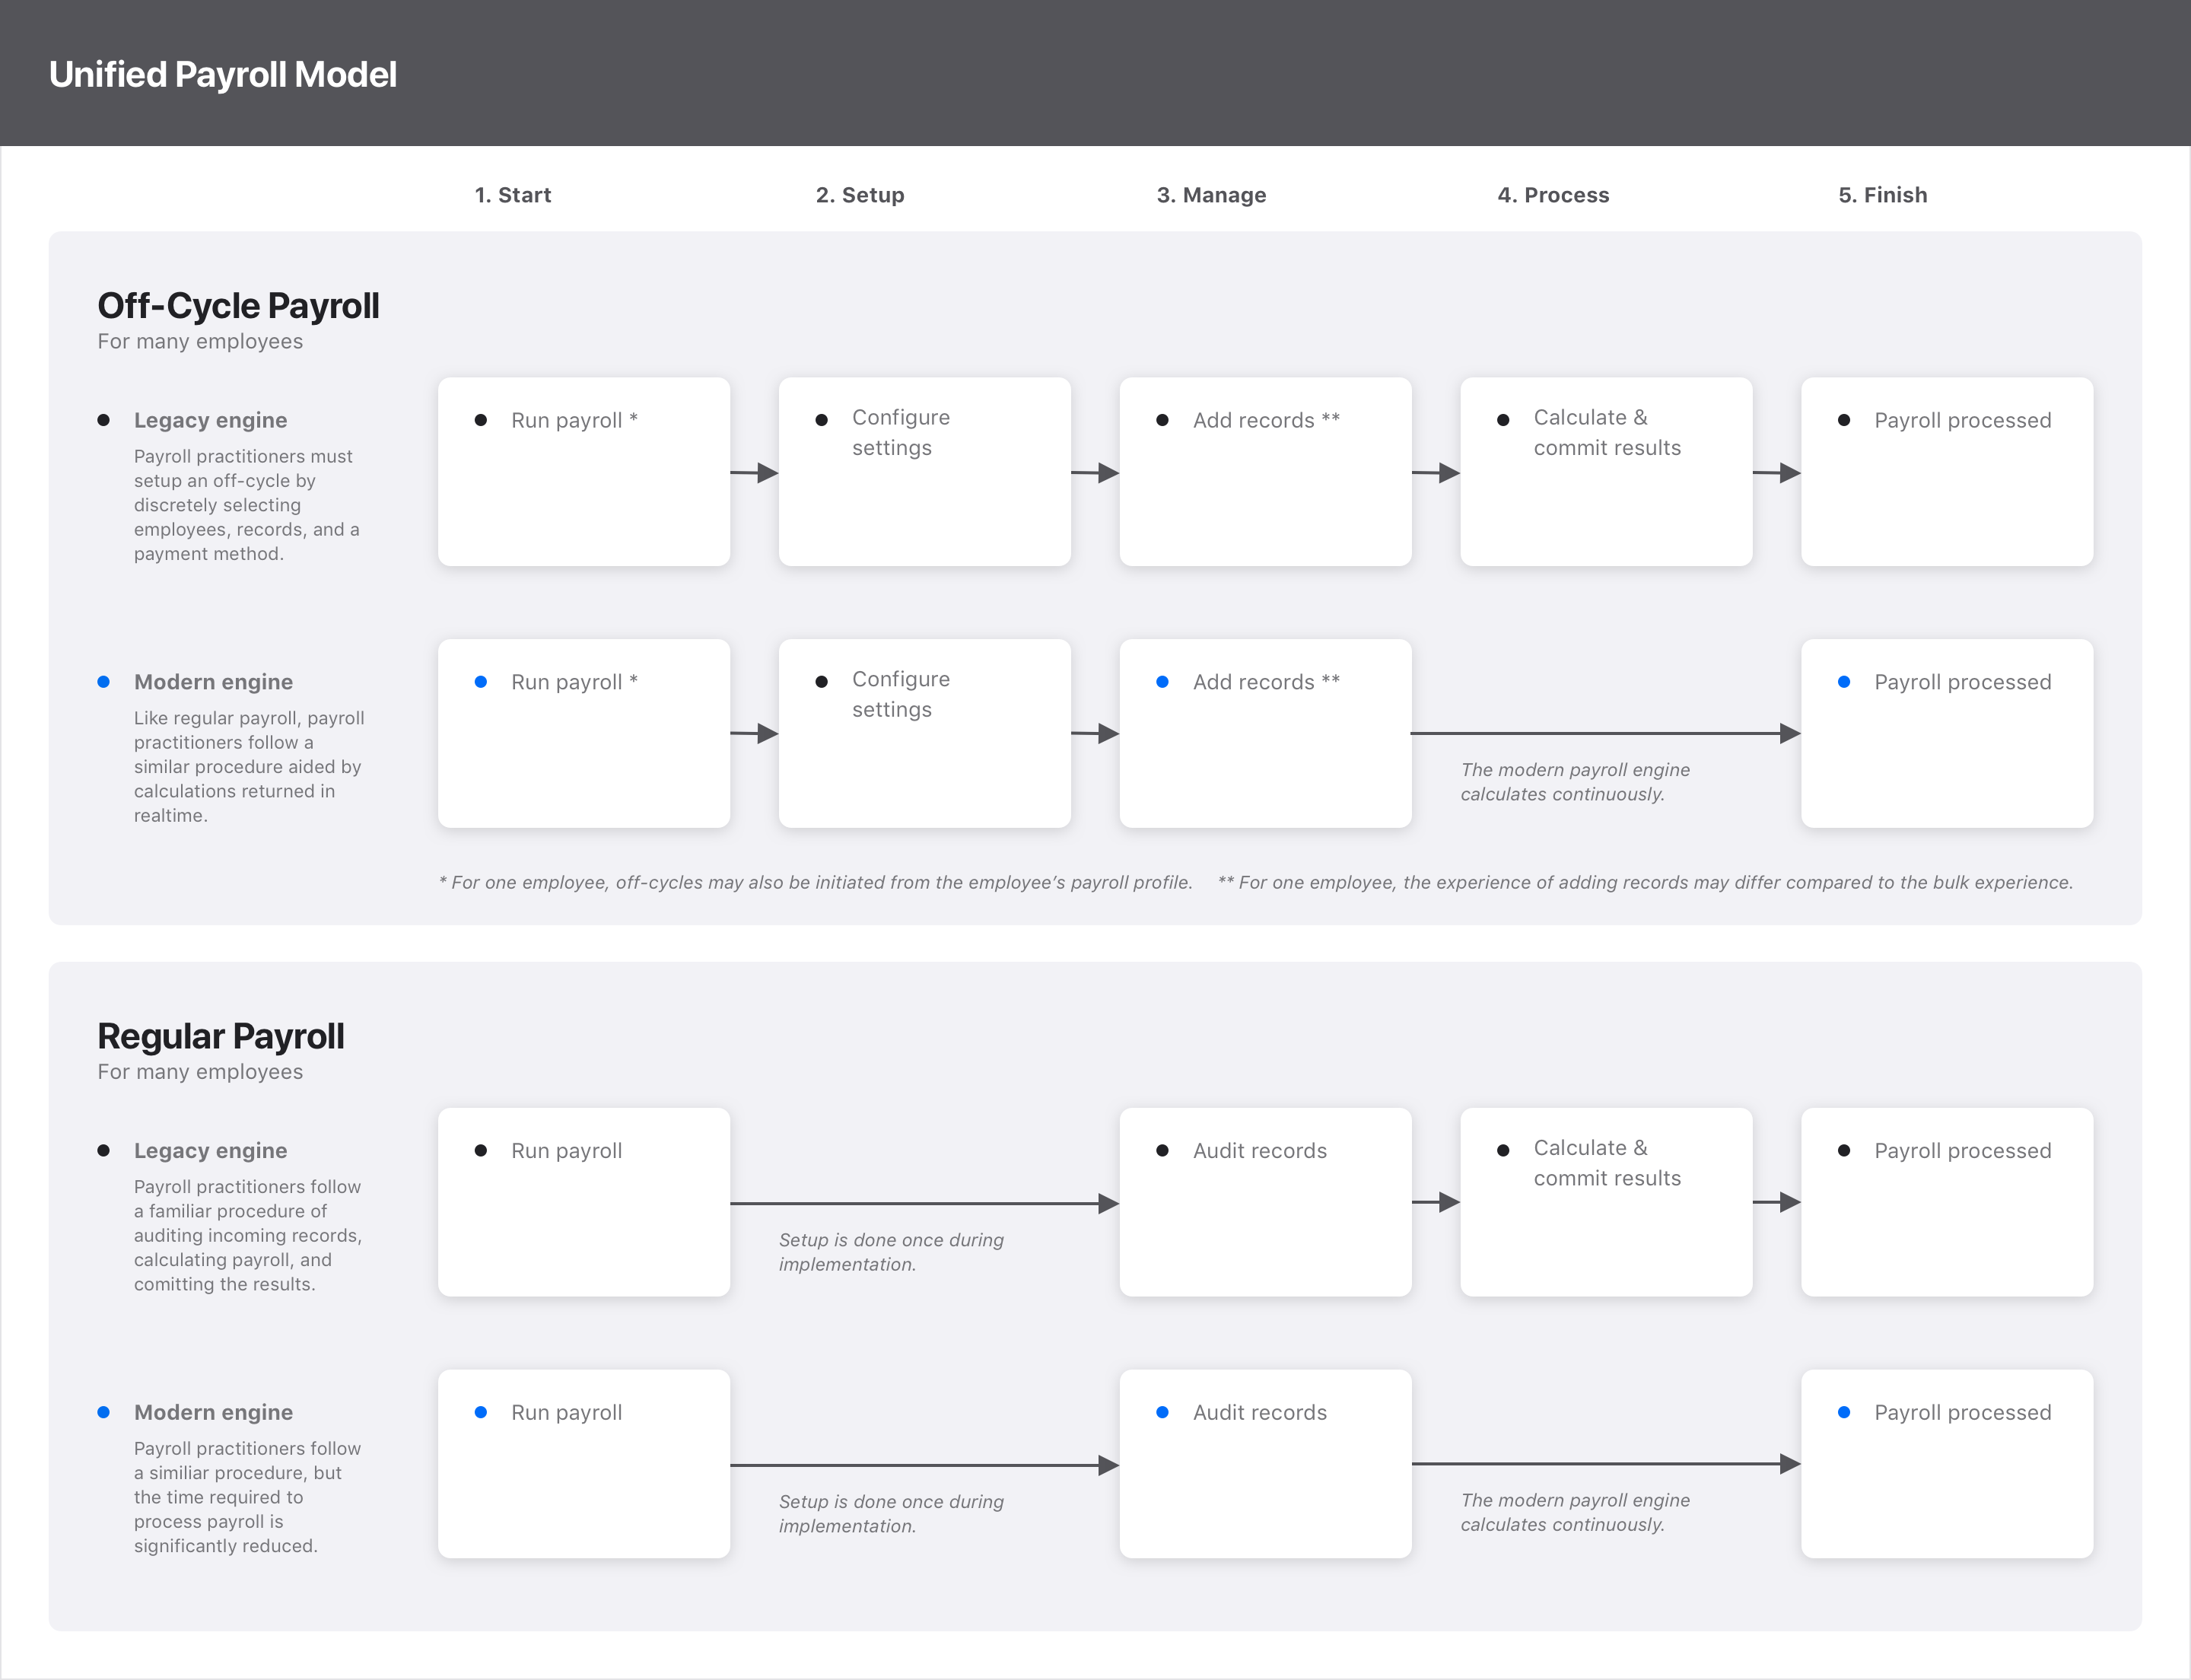 Unified Payroll Model
1. Start
2. Setup
3. Manage
4. Process
5. Finish
Off-Cycle Payroll
For many employees
Legacy engine
Payroll practitioners must
setup an off-cycle by
discretely selecting
employees, records, and a
payment method.
Run payroll *
Configure
settings
Add records **
Calculate &
commit results
Payroll processed
Modern engine
Like regular payroll, payroll
practitioners follow a
similar procedure aided by
calculations returned in
realtime.
Run payroll *
Configure
settings
Add records **
The modern payroll engine
calculates continuously.
Payroll processed
* For one employee, off-cycles may also be initiated from the employee’s payroll profile.
** For one employee, the experience of adding records may differ compared to the bulk experience.
Regular Payroll
For many employees
Legacy engine
Payroll practitioners follow
a familiar procedure of
auditing incoming records,
calculating payroll, and
comitting the results.
Run payroll
Setup is done once during
implementation.
Audit records
Calculate &
commit results
Payroll processed
Modern engine
Payroll practitioners follow
a similiar procedure, but
the time required to
process payroll is
significantly reduced.
Run payroll
Setup is done once during
implementation.
Audit records
The modern payroll engine
calculates continuously.
Payroll processed